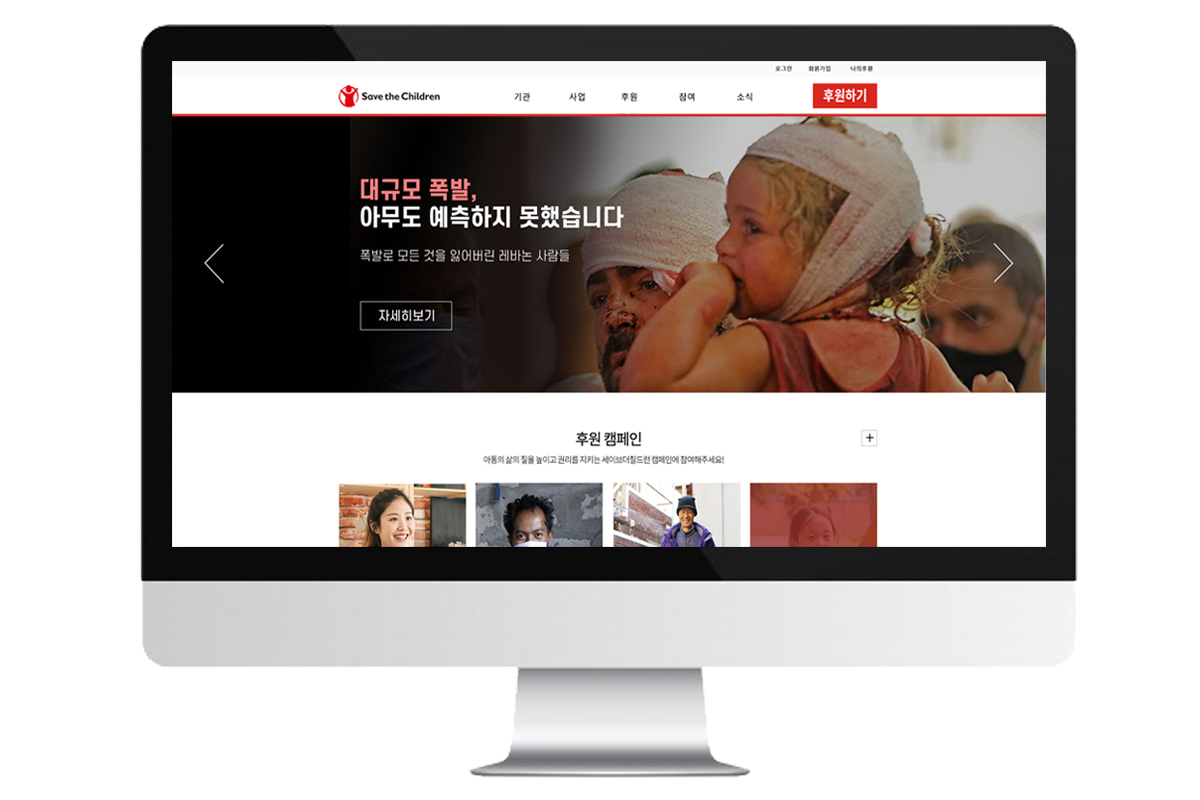 로그인 회원가입 나의후원
Save the Children 기관 사업 후원 참여 소식 후원하기
대규모 폭발,
아무도 예측하지 못했습니다
폭발로 모든 것을 잃어버린 레바논 사람들
자세히보기
후원 캠페인
아동의 삶의 질을 높이고 권리를 지키는 세이브더칠드런 캠페인에 참여해주세요!